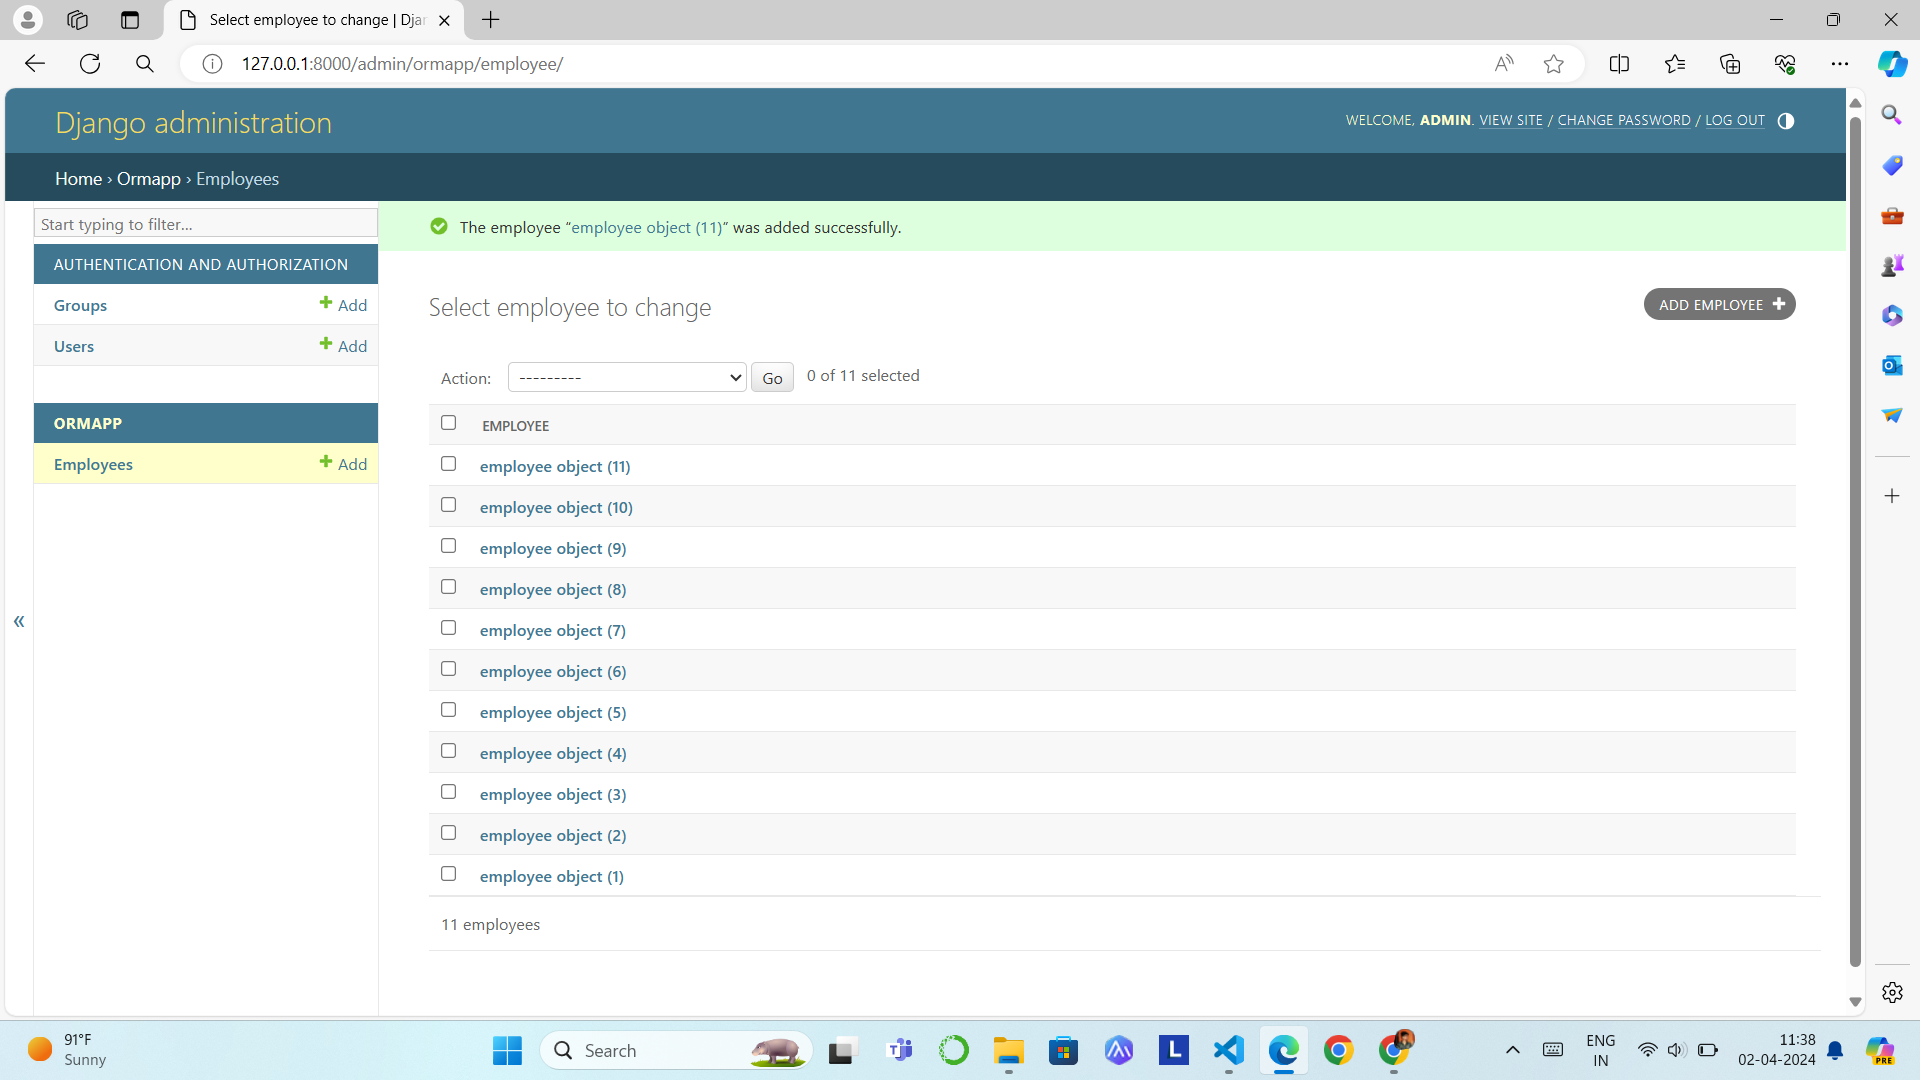 Select employee to change | Djan
127.0.0.1:8000/admin/ormapp/employee/
Django administration
WELCOME, ADMIN. VIEW SITE / CHANGE PASSWORD / LOG OUT
Home › Ormapp › Employees
Start typing to filter...
The employee “employee object (11)” was added successfully.
AUTHENTICATION AND AUTHORIZATION
Groups Add
Users Add
ORMAPP
Employees Add
Select employee to change
ADD EMPLOYEE
Action: --------- Go 0 of 11 selected
EMPLOYEE
employee object (11)
employee object (10)
employee object (9)
employee object (8)
employee object (7)
employee object (6)
employee object (5)
employee object (4)
employee object (3)
employee object (2)
employee object (1)
11 employees
91°F
Sunny
Search
L
ENG
IN
11:38
02-04-2024
PRE